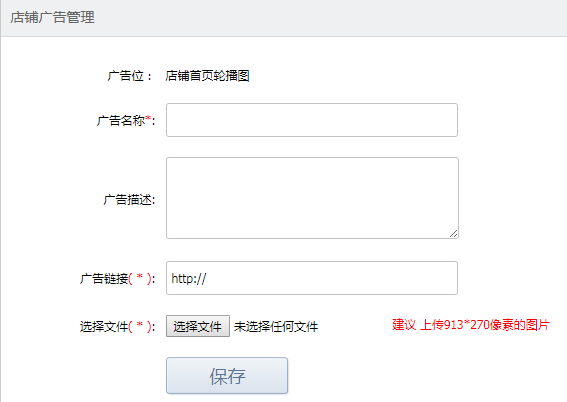 店铺广告管理
广告位： 店铺首页轮播图
广告名称*:
广告描述:
广告链接( * ): http://
选择文件( * ): 选择文件 未选择任何文件 建议 上传913*270像素的图片
保存